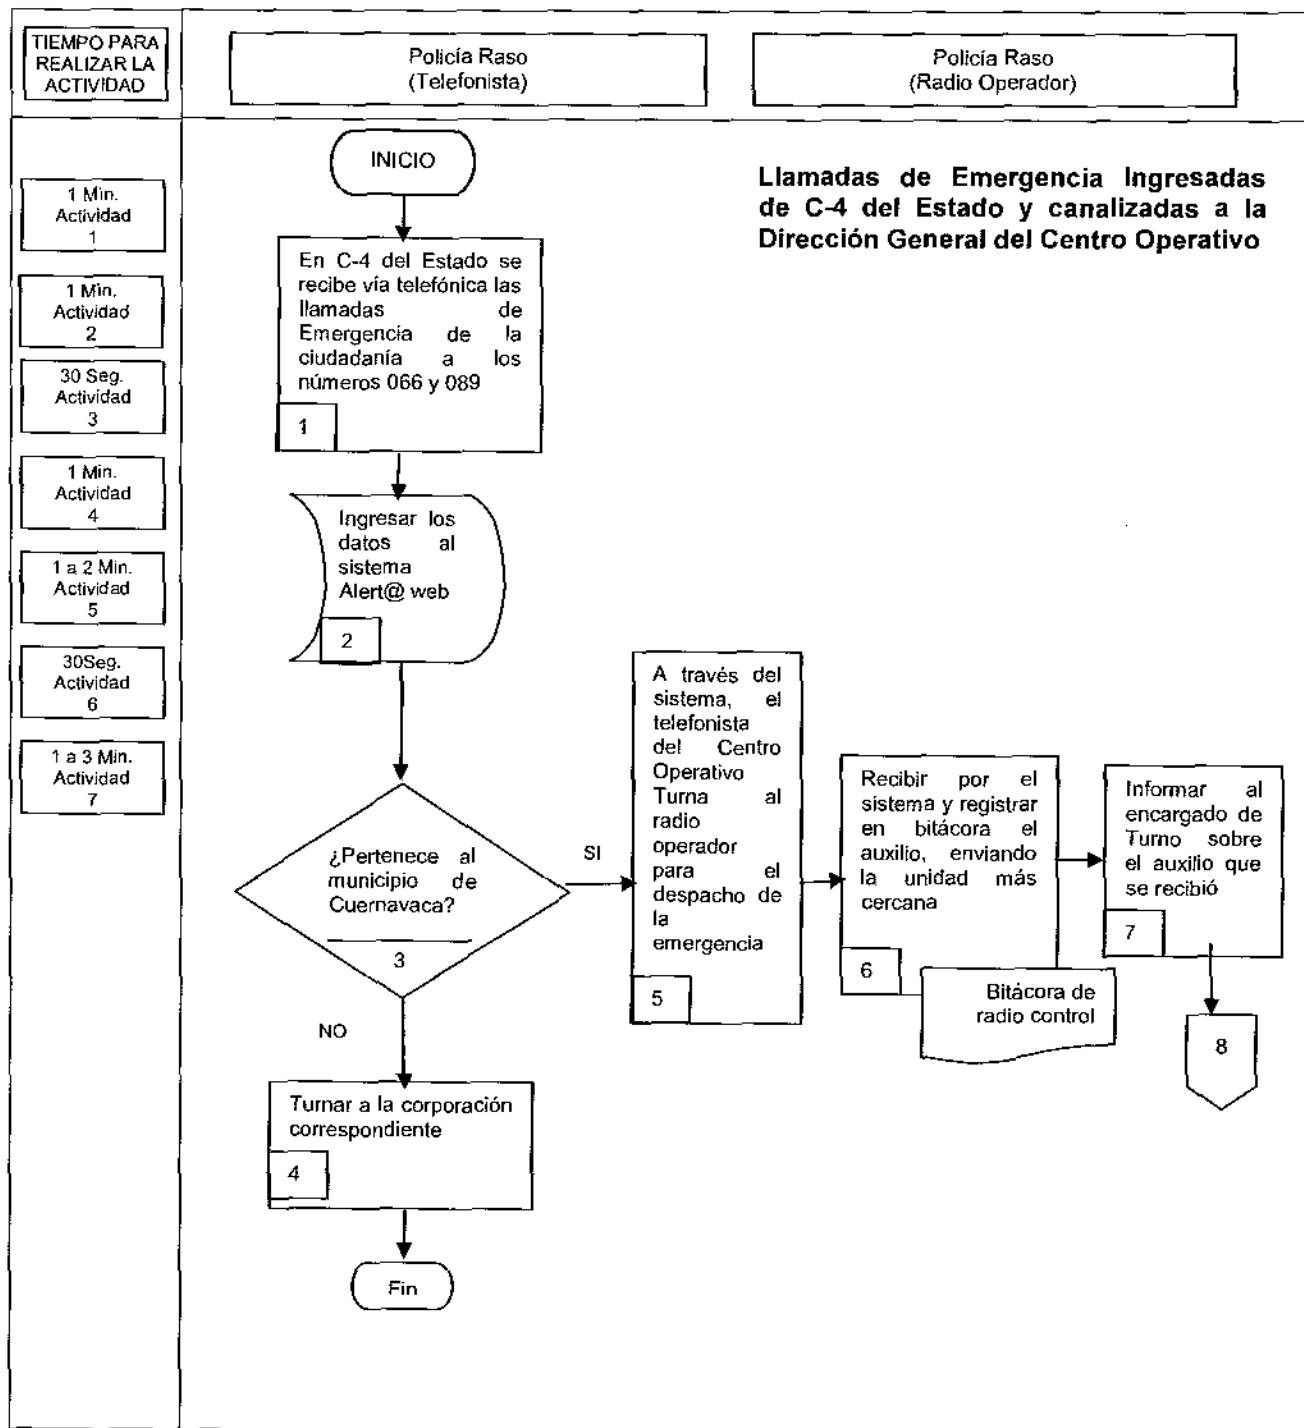 TIEMPO PARA
REALIZAR LA
ACTIVIDAD
Policía Raso
(Telefonista)
Policía Raso
(Radio Operador)
1 Min.
Actividad
1
1 Min.
Actividad
2
30 Seg.
Actividad
3
1 Min.
Actividad
4
1 a 2 Min.
Actividad
5
30Seg.
Actividad
6
1 a 3 Min.
Actividad
7
Llamadas de Emergencia Ingresadas
de C-4 del Estado y canalizadas a la
Dirección General del Centro Operativo
INICIO
En C-4 del Estado se
recibe vía telefónica las
llamadas de
Emergencia de la
ciudadanía a los
números 066 y 089
1
Ingresar los
datos al
sistema
Alert@ web
2
¿Pertenece al
municipio de
Cuernavaca?
3
SI
NO
Turnar a la corporación
correspondiente
4
Fin
A través del
sistema, el
telefonista
del Centro
Operativo
Turna al
radio
operador
para el
despacho de
la
emergencia
5
Recibir por el
sistema y registrar
en bitácora el
auxilio, enviando
la unidad más
cercana
6
Bitácora de
radio control
Informar al
encargado de
Turno sobre
el auxilio que
se recibió
7
8